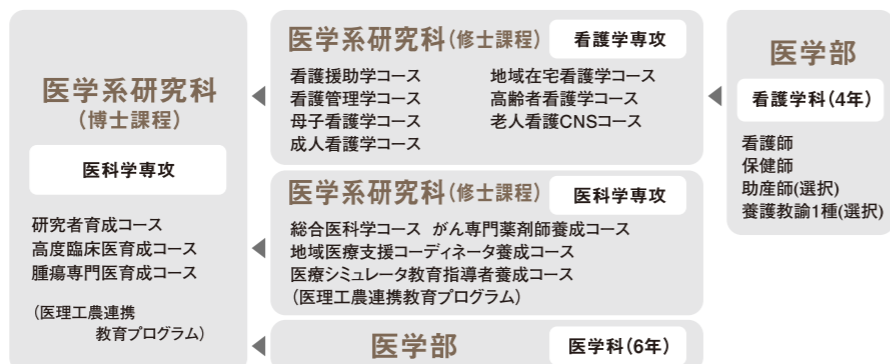 医学系研究科
(博士課程)
医科学専攻
研究者育成コース
高度臨床医育成コース
腫瘍専門医育成コース
(医理工農連携
教育プログラム)
医学系研究科(修士課程) 看護学専攻
看護援助学コース 地域在宅看護学コース
看護管理学コース 高齢者看護学コース
母子看護学コース 老人看護CNSコース
成人看護学コース
医学系研究科(修士課程) 医科学専攻
総合医科学コース がん専門薬剤師養成コース
地域医療支援コーディネータ養成コース
医療シミュレータ教育指導者養成コース
(医理工農連携教育プログラム)
医学部 医学科(6年)
医学部
看護学科(4年)
看護師
保健師
助産師(選択)
養護教諭1種(選択)